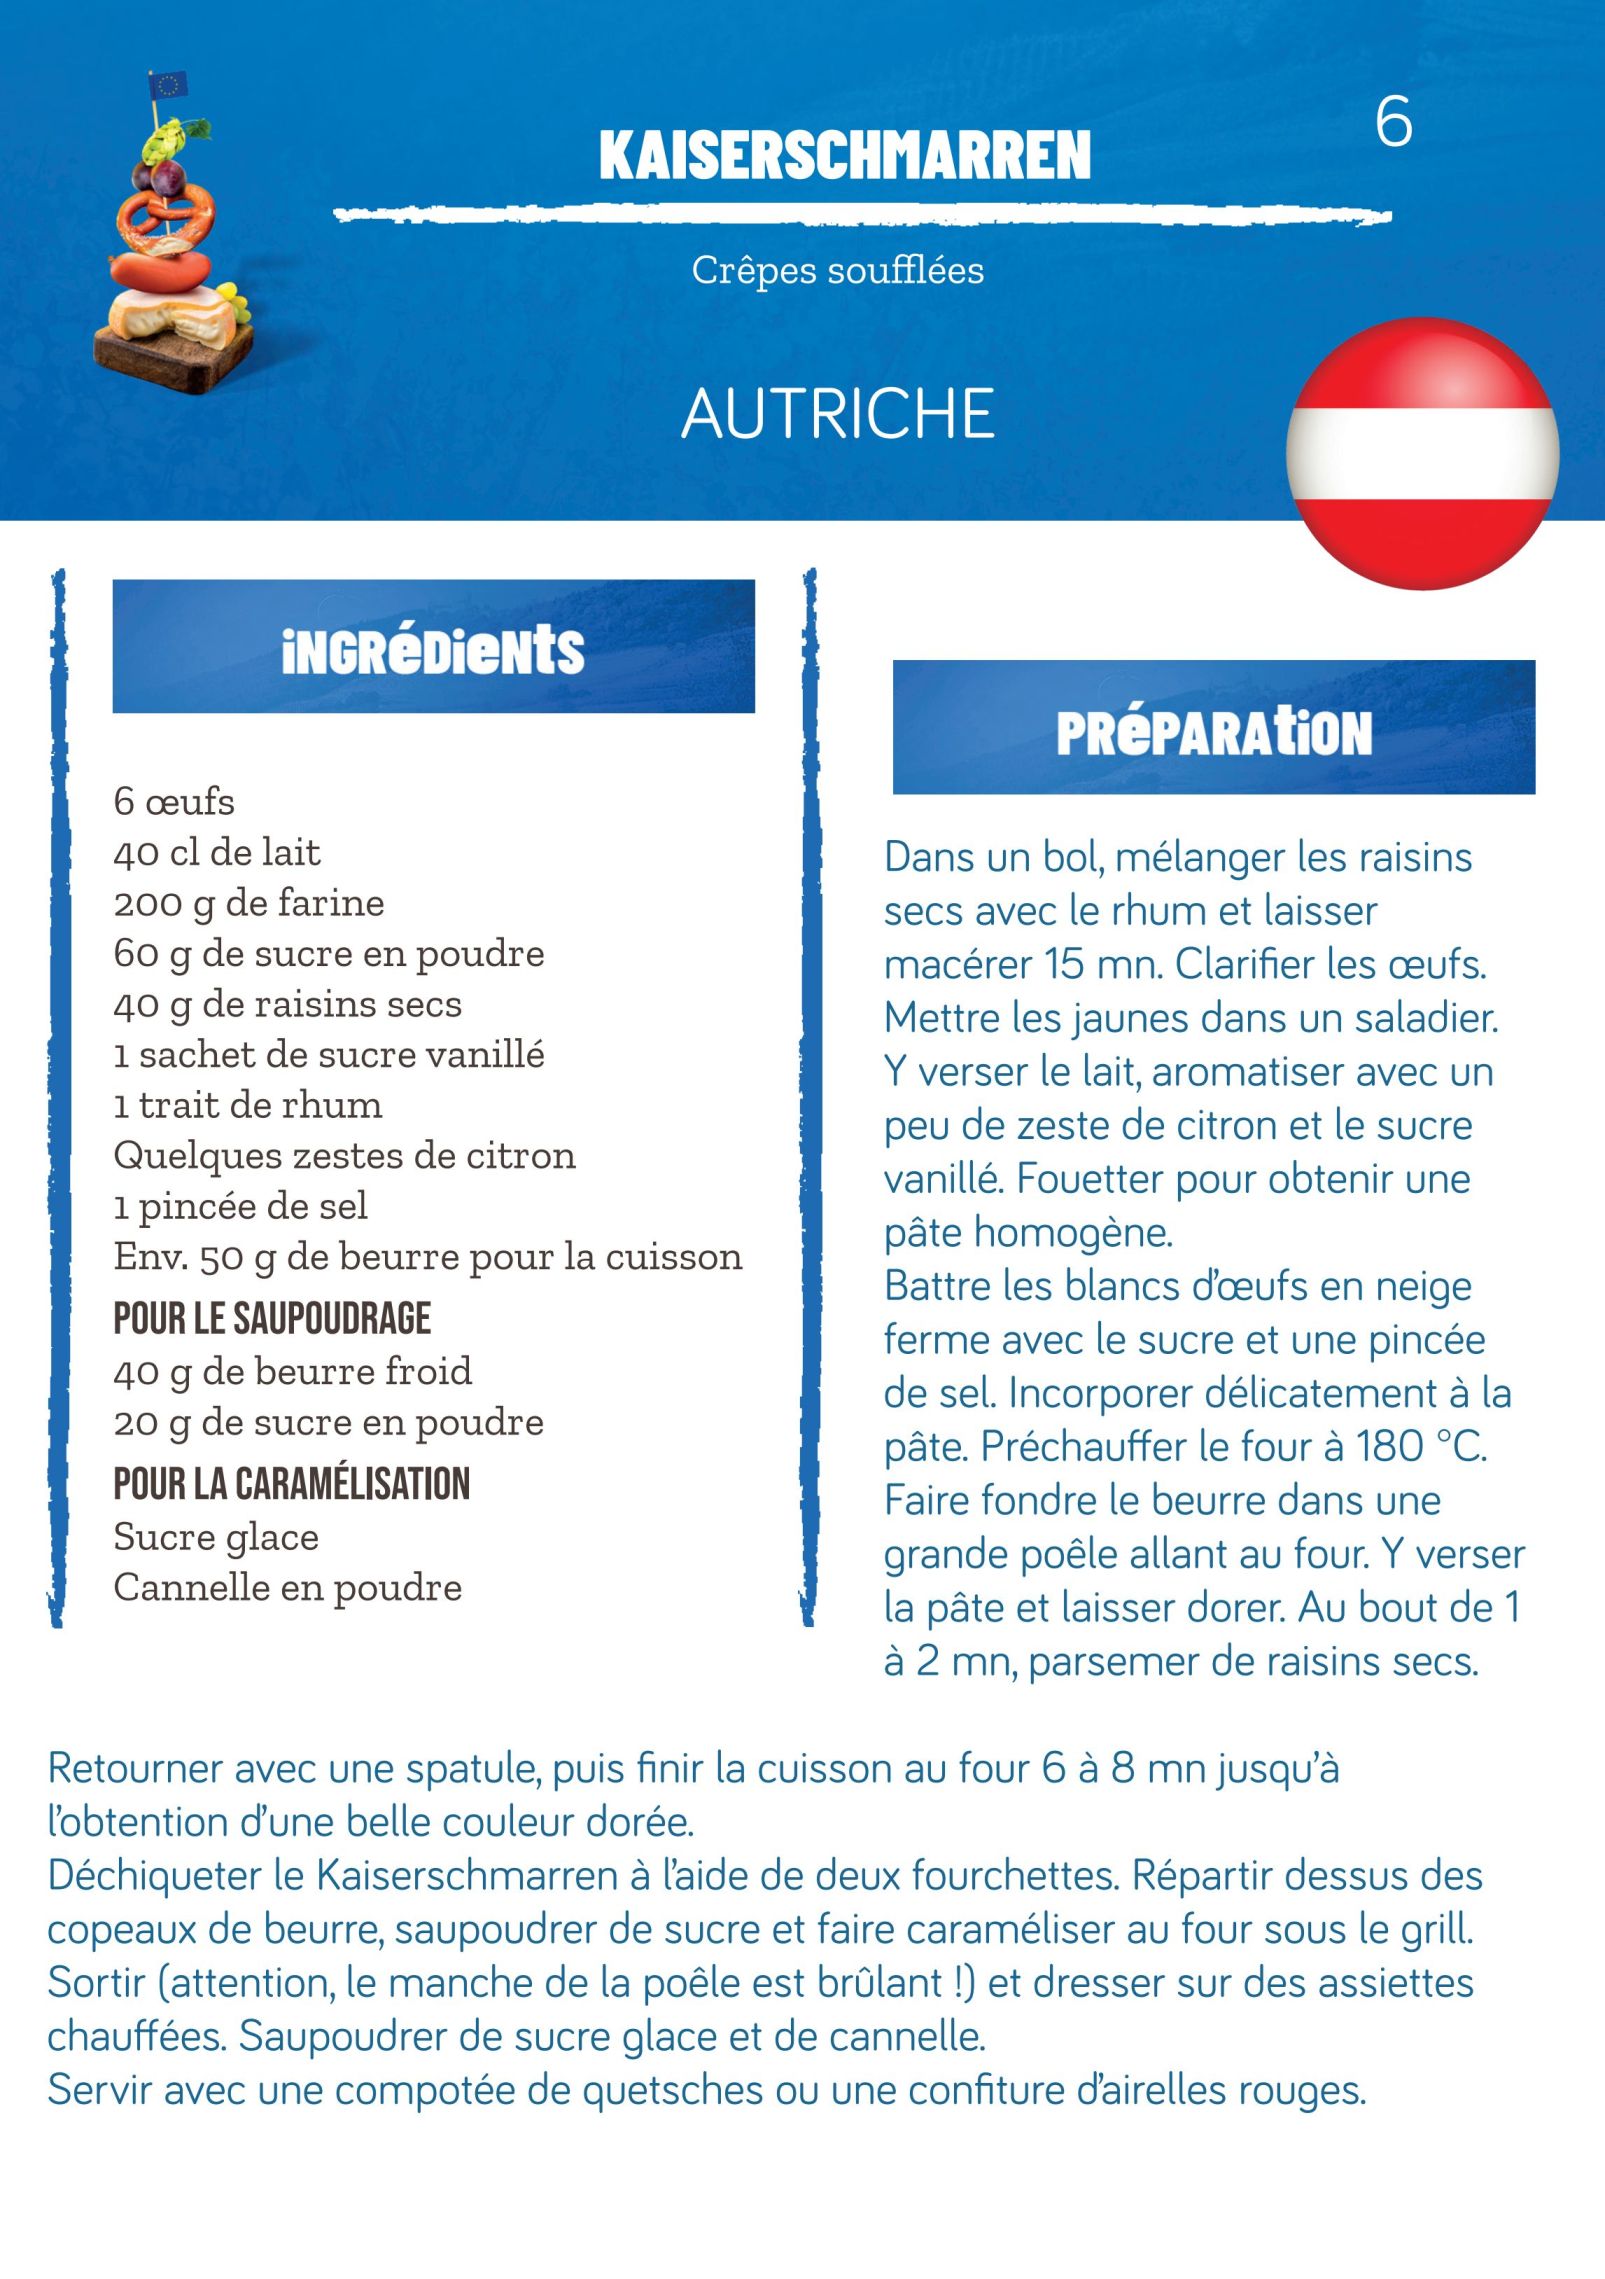 6
KAISERSCHMARREN
Crêpes soufflées
AUTRICHE
iNGRéDieNtS
6 œufs
40 cl de lait
200 g de farine
60 g de sucre en poudre
40 g de raisins secs
1 sachet de sucre vanillé
1 trait de rhum
Quelques zestes de citron
1 pincée de sel
Env. 50 g de beurre pour la cuisson
POUR LE SAUPOUDRAGE
40 g de beurre froid
20 g de sucre en poudre
POUR LA CARAMÉLISATION
Sucre glace
Cannelle en poudre
PRéPARAtiON
Dans un bol, mélanger les raisins
secs avec le rhum et laisser
macérer 15 mn. Clarifier les œufs.
Mettre les jaunes dans un saladier.
Y verser le lait, aromatiser avec un
peu de zeste de citron et le sucre
vanillé. Fouetter pour obtenir une
pâte homogène.
Battre les blancs d’œufs en neige
ferme avec le sucre et une pincée
de sel. Incorporer délicatement à la
pâte. Préchauffer le four à 180 °C.
Faire fondre le beurre dans une
grande poêle allant au four. Y verser
la pâte et laisser dorer. Au bout de 1
à 2 mn, parsemer de raisins secs.
Retourner avec une spatule, puis finir la cuisson au four 6 à 8 mn jusqu’à
l’obtention d’une belle couleur dorée.
Déchiqueter le Kaiserschmarren à l’aide de deux fourchettes. Répartir dessus des
copeaux de beurre, saupoudrer de sucre et faire caraméliser au four sous le grill.
Sortir (attention, le manche de la poêle est brûlant !) et dresser sur des assiettes
chauffées. Saupoudrer de sucre glace et de cannelle.
Servir avec une compotée de quetsches ou une confiture d’airelles rouges.